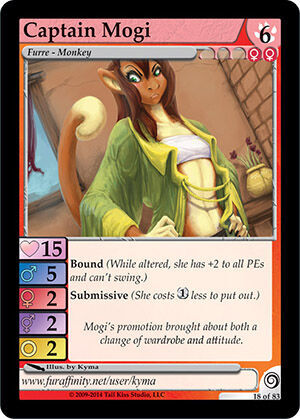 Captain Mogi
6
Furre - Monkey
15
Bound (While altered, she has +2 to all PEs
and can't swing.)
5
Submissive (She costs 1 less to put out.)
2
2
Mogi's promotion brought about both a
change of wardrobe and attitude.
2
Illus. by Kyma
www.furaffinity.net/user/kyma
18 of 83
© 2009-2014 Tail Kiss Studio, LLC